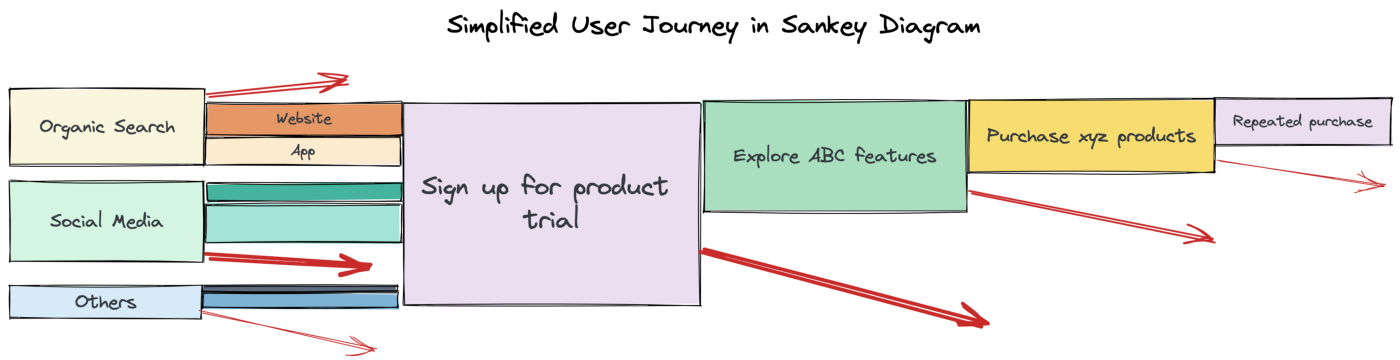 Simplified User Journey in Sankey Diagram
Organic Search
Website
App
Social Media
Others
Sign up for product
trial
Explore ABC features
Purchase xyz products
Repeated purchase